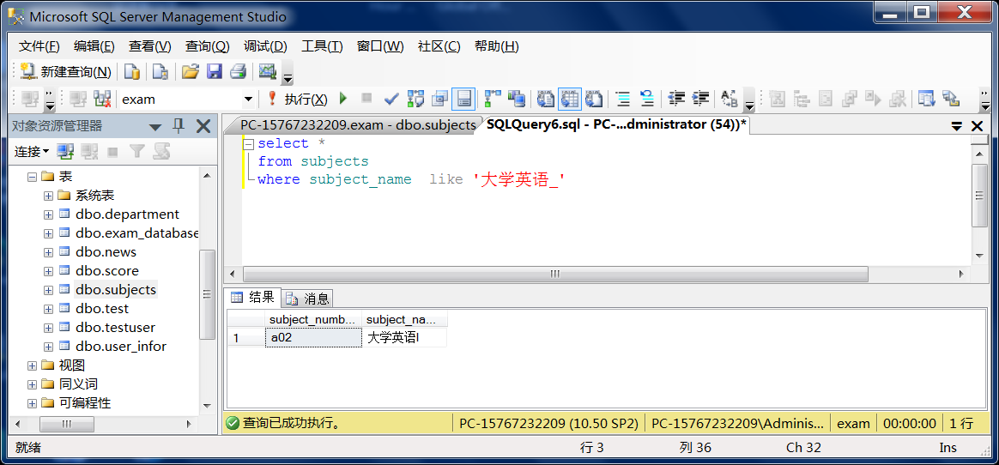 Microsoft SQL Server Management Studio
文件(F) 编辑(E) 查看(V) 查询(Q) 调试(D) 工具(T) 窗口(W) 社区(C) 帮助(H)
新建查询(N)
exam 执行(X)
对象资源管理器
连接
表
系统表
dbo.department
dbo.exam_database
dbo.news
dbo.score
dbo.subjects
dbo.test
dbo.testuser
dbo.user_infor
视图
同义词
可编程性
PC-15767232209.exam - dbo.subjects SQLQuery6.sql - PC-...dministrator (54))*
select *
from subjects
where subject_name like '大学英语_'
结果 消息
subject_numb... subject_na...
1 a02 大学英语I
查询已成功执行。 PC-15767232209 (10.50 SP2) PC-15767232209\Adminis... exam 00:00:00 1 行
就绪 行 3 列 36 Ch 32 Ins